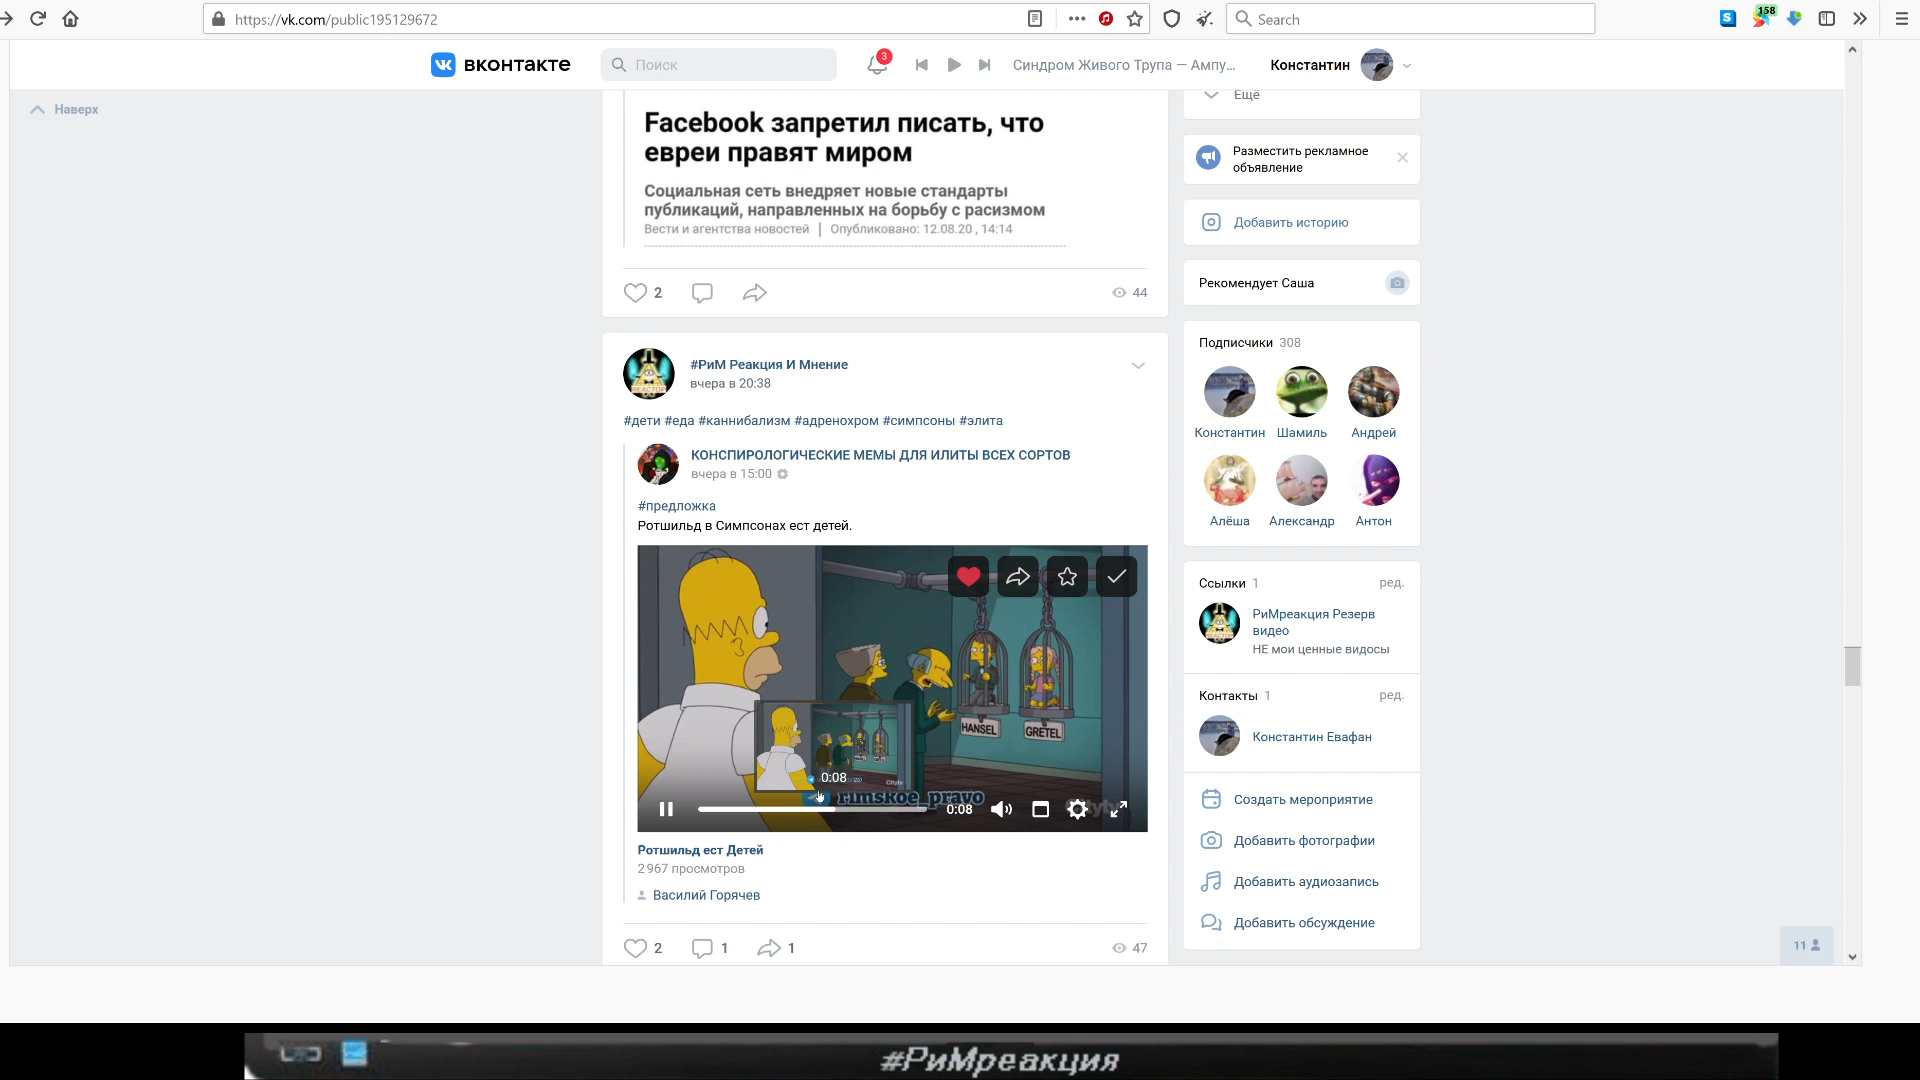 https://vk.com/public195129672
Search
158
вконтакте
Поиск
3
Синдром Живого Трупа — Ампу...
Константин
Наверх
Ещё
Facebook запретил писать, что
евреи правят миром
Социальная сеть внедряет новые стандарты
публикаций, направленных на борьбу с расизмом
Вести и агентства новостей | Опубликовано: 12.08.20 , 14:14
2
44
#РиМ Реакция И Мнение
вчера в 20:38
#дети #еда #каннибализм #адренохром #симпсоны #элита
КОНСПИРОЛОГИЧЕСКИЕ МЕМЫ ДЛЯ ИЛИТЫ ВСЕХ СОРТОВ
вчера в 15:00
#предложка
Ротшильд в Симпсонах ест детей.
HANSEL
GRETEL
0:08
rimskoe_pravo
0:08
Ротшильд ест Детей
2 967 просмотров
Василий Горячев
2
1
1
47
Разместить рекламное
объявление
Добавить историю
Рекомендует Саша
Подписчики 308
Константин
Шамиль
Андрей
Алёша
Александр
Антон
Ссылки 1
ред.
РиМреакция Резерв
видео
НЕ мои ценные видосы
Контакты 1
ред.
Константин Евафан
Создать мероприятие
Добавить фотографии
Добавить аудиозапись
Добавить обсуждение
11
#РиМреакция